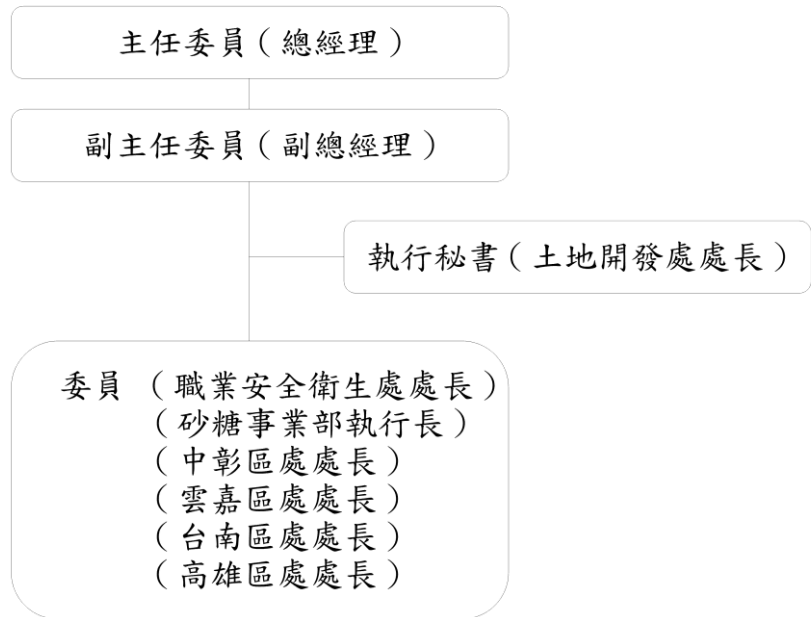 主任委員（總經理）
副主任委員（副總經理）
執行秘書（土地開發處處長）
委員 （職業安全衛生處處長）
（砂糖事業部執行長）
（中彰區處處長）
（雲嘉區處處長）
（台南區處處長）
（高雄區處處長）